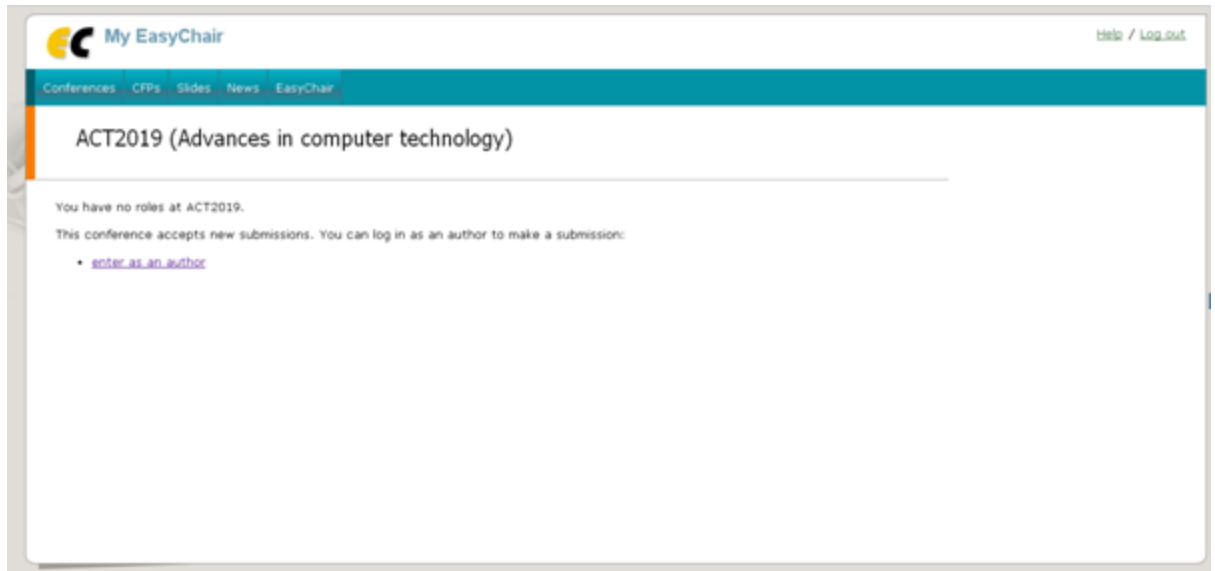 EC My EasyChair
Help / Log out
Conferences CFPs Slides News EasyChair
ACT2019 (Advances in computer technology)
You have no roles at ACT2019.
This conference accepts new submissions. You can log in as an author to make a submission:
• enter as an author